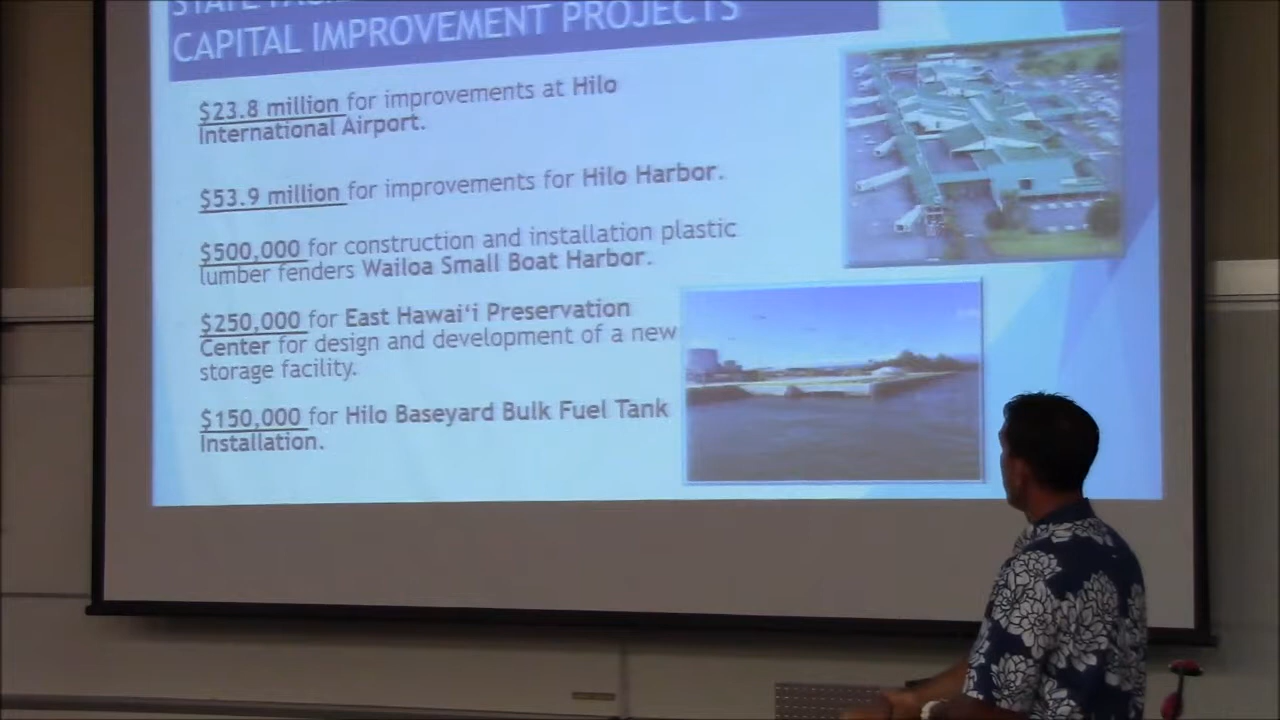 STATE
CAPITAL IMPROVEMENT PROJECTS
$23.8 million for improvements at Hilo
International Airport.
$53.9 million for improvements for Hilo Harbor.
$500,000 for construction and installation plastic
lumber fenders Wailoa Small Boat Harbor.
$250,000 for East Hawai‘i Preservation
Center for design and development of a new
storage facility.
$150,000 for Hilo Baseyard Bulk Fuel Tank
Installation.